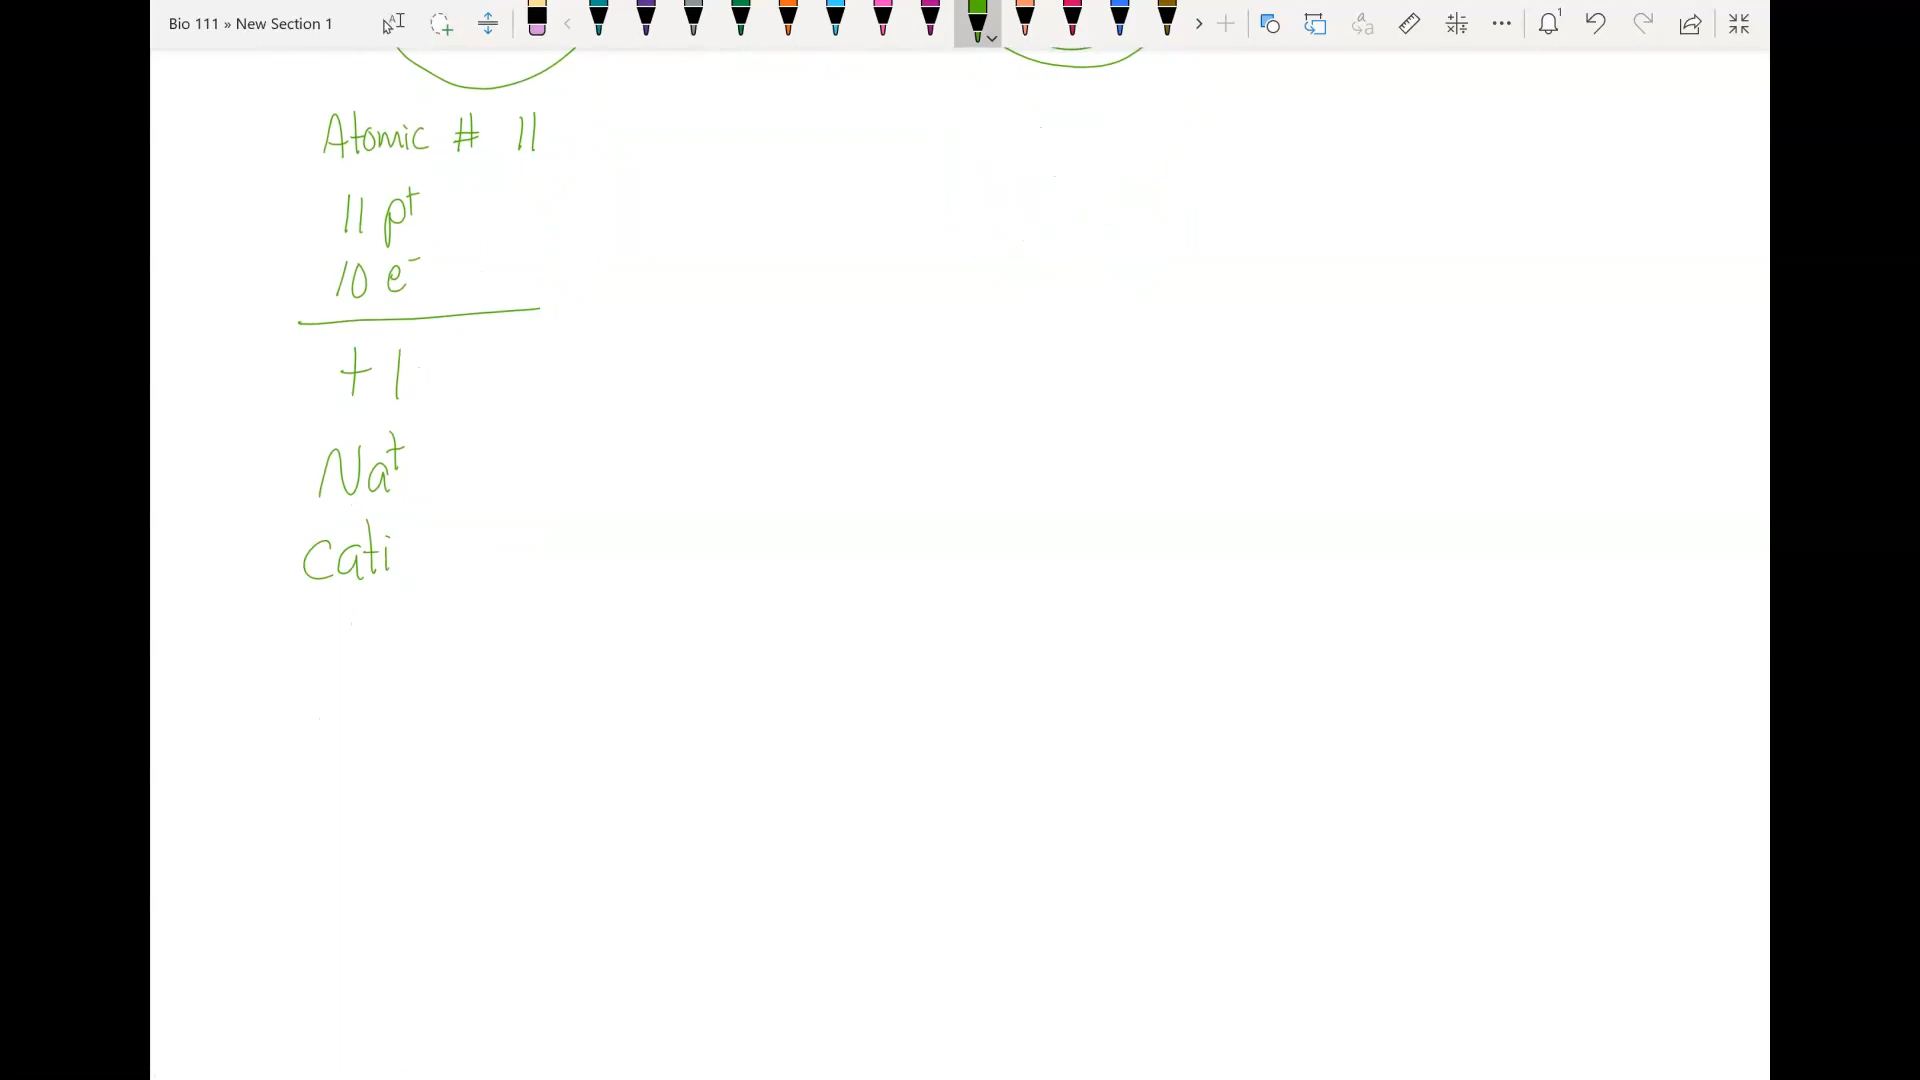 Bio 111 » New Section 1
Atomic # 11
11 p⁺
10 e⁻
+1
Na⁺
Cati